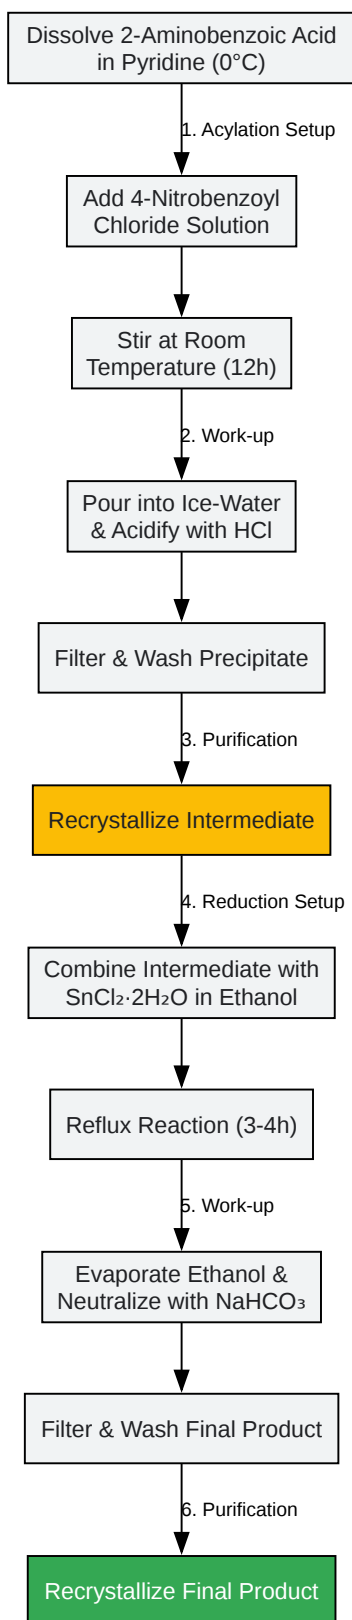 Dissolve 2-Aminobenzoic Acid
in Pyridine (0°C)
1. Acylation Setup
Add 4-Nitrobenzoyl
Chloride Solution
Stir at Room
Temperature (12h)
2. Work-up
Pour into Ice-Water
& Acidify with HCl
Filter & Wash Precipitate
3. Purification
Recrystallize Intermediate
4. Reduction Setup
Combine Intermediate with
SnCl₂·2H₂O in Ethanol
Reflux Reaction (3-4h)
5. Work-up
Evaporate Ethanol &
Neutralize with NaHCO₃
Filter & Wash Final Product
6. Purification
Recrystallize Final Product